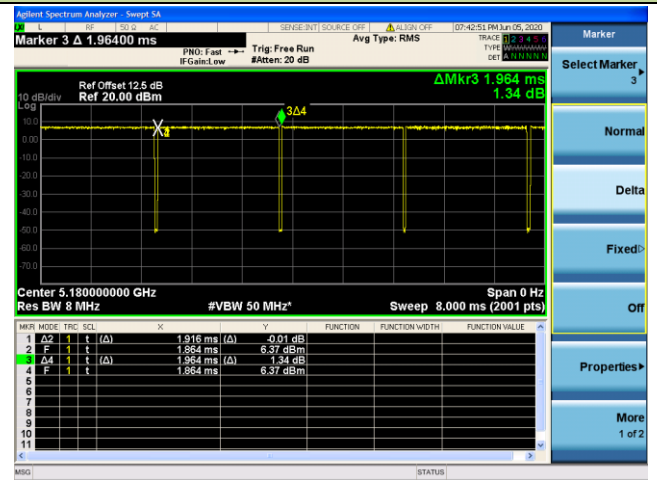 Agilent Spectrum Analyzer - Swept SA
L RF 50 Ω AC SENSE:INT SOURCE OFF ALIGN OFF 07:42:51 PM Jun 05, 2020
Marker 3 Δ 1.96400 ms
PNO: Fast
IFGain:Low
Trig: Free Run
#Atten: 20 dB
Avg Type: RMS
TRACE 1 2 3 4 5 6
TYPE WWWWWW
DET A N N N N N
Marker
Select Marker
3
Normal
Delta
Fixed
Off
Properties
More
1 of 2
ΔMkr3 1.964 ms
1.34 dB
Ref Offset 12.5 dB
10 dB/div Ref 20.00 dBm
Log
10.0
0.00
-10.0
-20.0
-30.0
-40.0
-50.0
-60.0
-70.0
3Δ4
X
4
Center 5.180000000 GHz Span 0 Hz
Res BW 8 MHz #VBW 50 MHz* Sweep 8.000 ms (2001 pts)
MKR MODE TRC SCL X Y FUNCTION FUNCTION WIDTH FUNCTION VALUE
1 Δ2 1 t (Δ) 1.916 ms (Δ) -0.01 dB
2 F 1 t 1.864 ms 6.37 dBm
3 Δ4 1 t (Δ) 1.964 ms (Δ) 1.34 dB
4 F 1 t 1.864 ms 6.37 dBm
5
6
7
8
9
10
11
MSG STATUS